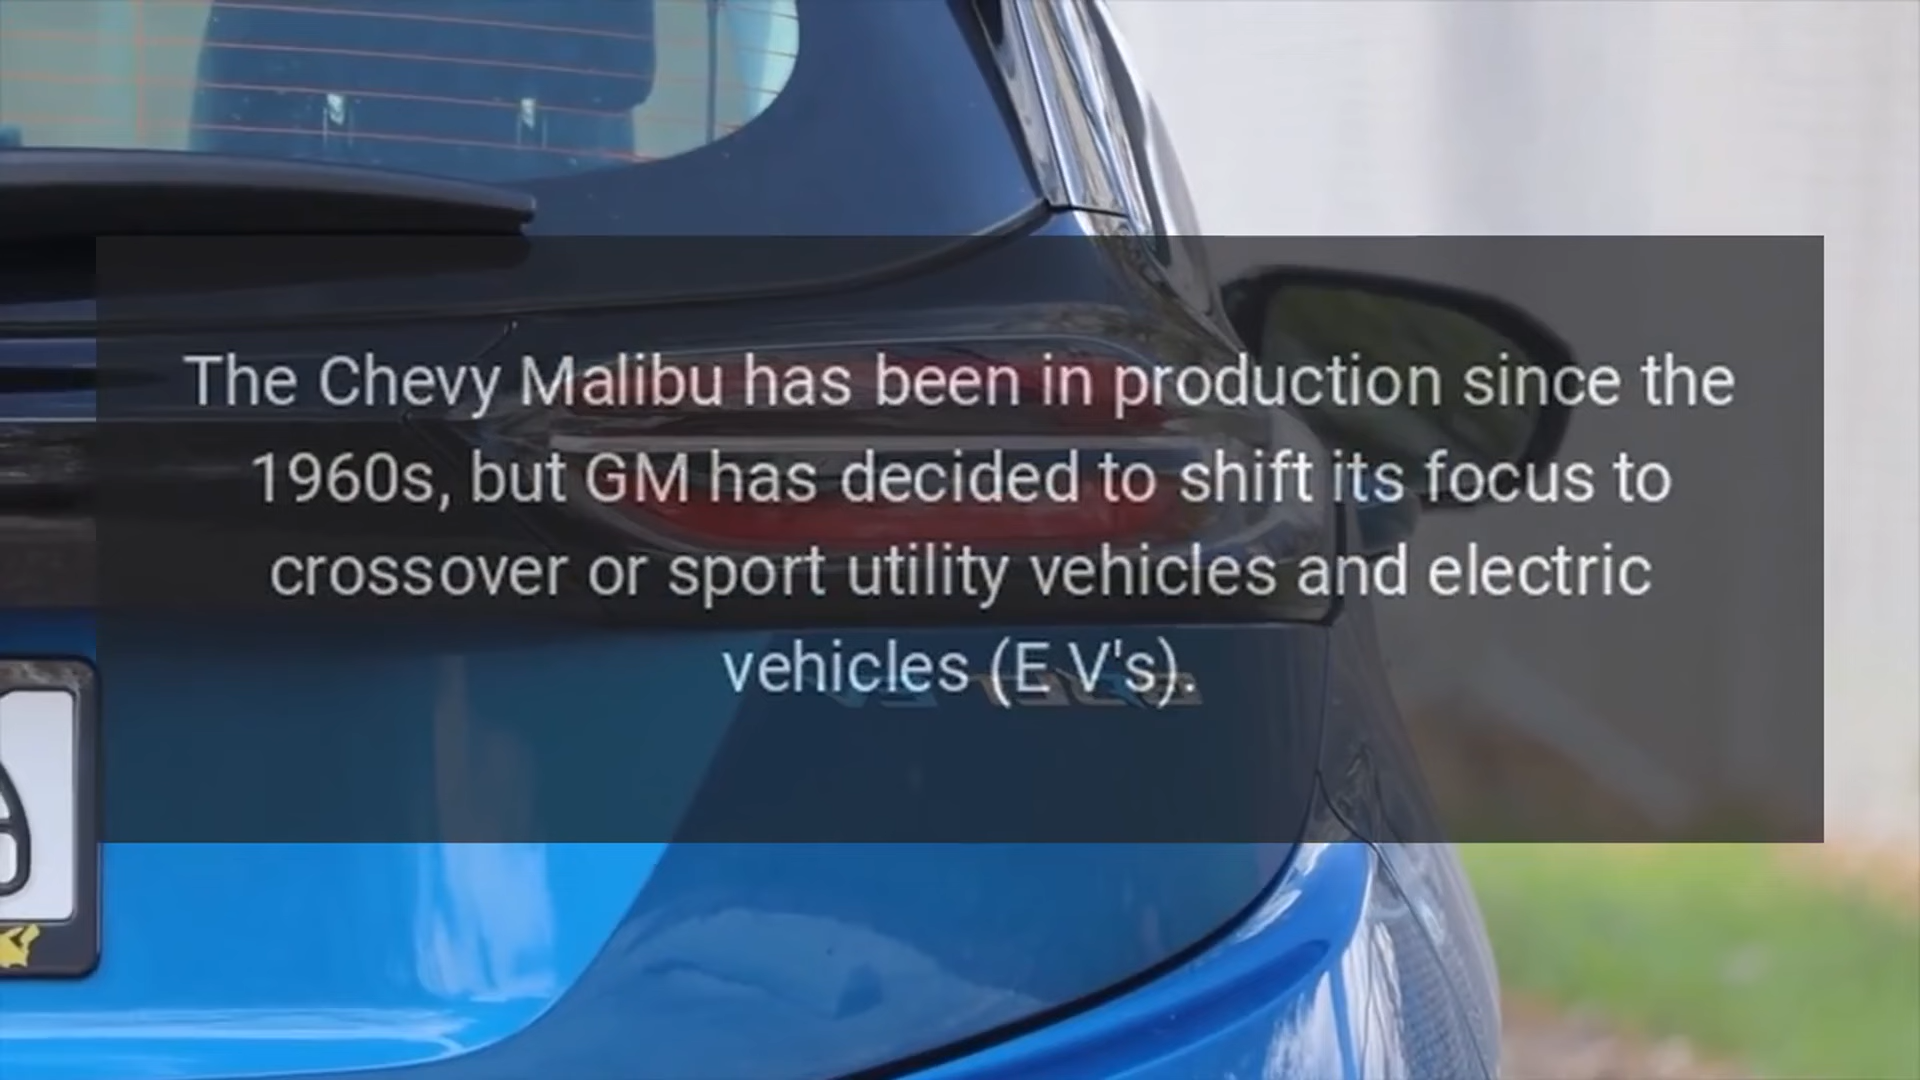 The Chevy Malibu has been in production since the
1960s, but GM has decided to shift its focus to
crossover or sport utility vehicles and electric
vehicles (E V's).